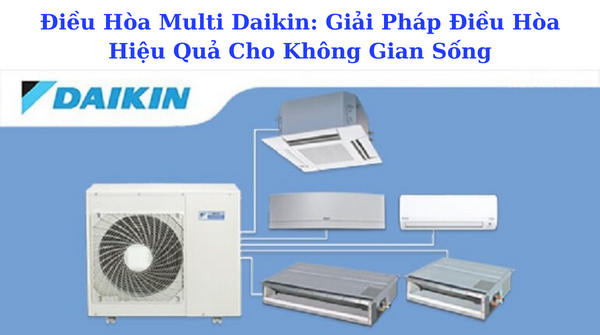 Điều Hòa Multi Daikin: Giải Pháp Điều Hòa
Hiệu Quả Cho Không Gian Sống
DAIKIN